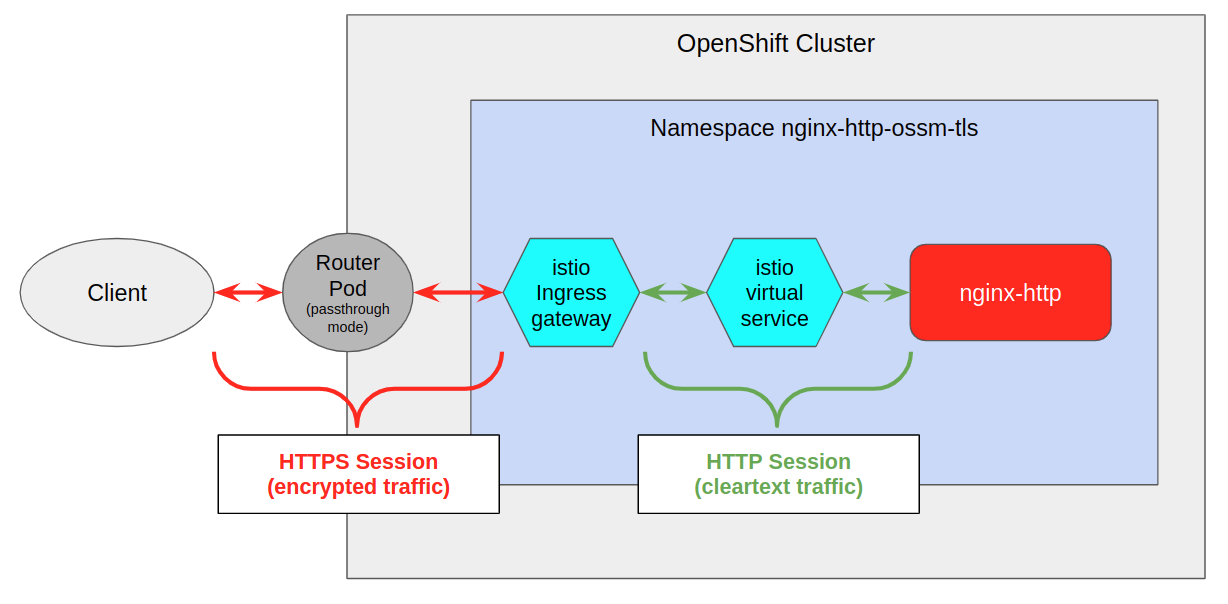 OpenShift Cluster
Namespace nginx-http-ossm-tls
Client
Router
Pod
(passthrough
mode)
istio
Ingress
gateway
istio
virtual
service
nginx-http
HTTPS Session
(encrypted traffic)
HTTP Session
(cleartext traffic)